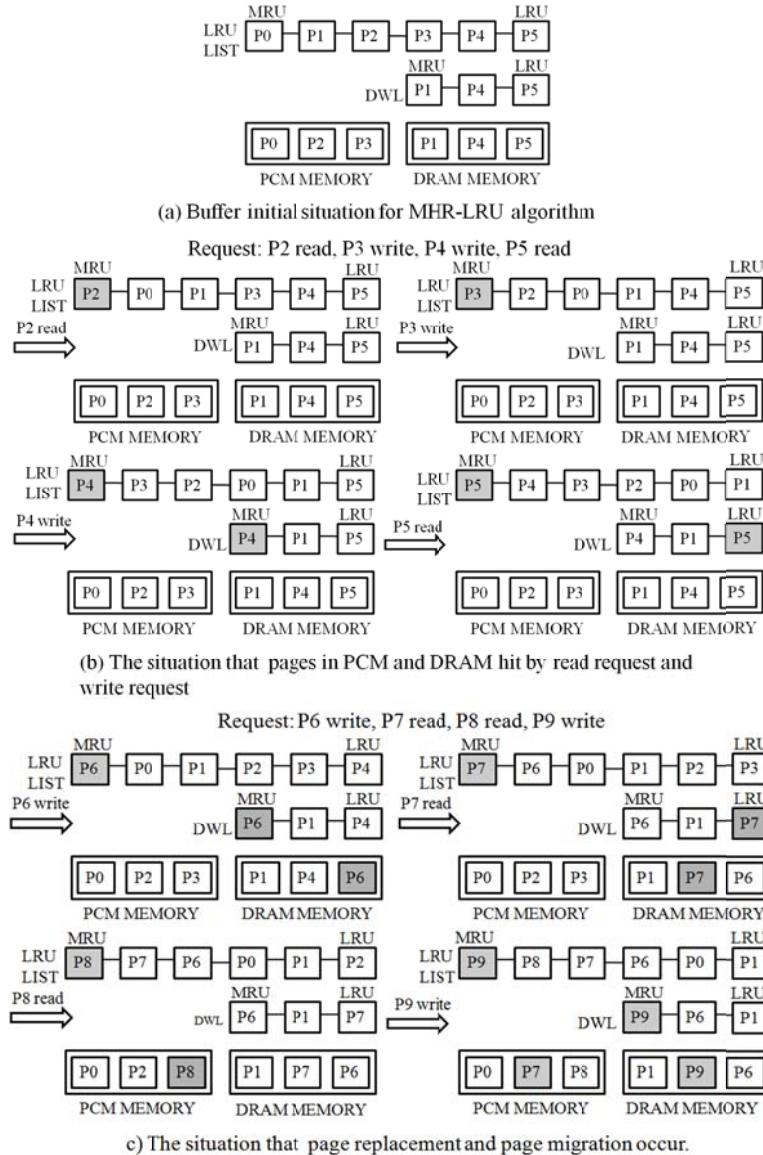 MRU LRU
LRU LIST P0 P1 P2 P3 P4 P5
MRU LRU
DWL P1 P4 P5
P0 P2 P3 P1 P4 P5
PCM MEMORY DRAM MEMORY
(a) Buffer initial situation for MHR-LRU algorithm
Request: P2 read, P3 write, P4 write, P5 read
MRU LRU MRU LRU
LRU LIST P2 P0 P1 P3 P4 P5 LRU LIST P3 P2 P0 P1 P4 P5
P2 read MRU LRU P3 write MRU LRU
DWL P1 P4 P5 DWL P1 P4 P5
P0 P2 P3 P1 P4 P5 P0 P2 P3 P1 P4 P5
PCM MEMORY DRAM MEMORY PCM MEMORY DRAM MEMORY
MRU LRU MRU LRU
LRU LIST P4 P3 P2 P0 P1 P5 LRU LIST P5 P4 P3 P2 P0 P1
P4 write MRU LRU P5 read MRU LRU
DWL P4 P1 P5 DWL P4 P1 P5
P0 P2 P3 P1 P4 P5 P0 P2 P3 P1 P4 P5
PCM MEMORY DRAM MEMORY PCM MEMORY DRAM MEMORY
(b) The situation that pages in PCM and DRAM hit by read request and
write request
Request: P6 write, P7 read, P8 read, P9 write
MRU LRU MRU LRU
LRU LIST P6 P0 P1 P2 P3 P4 LRU LIST P7 P6 P0 P1 P2 P3
P6 write MRU LRU P7 read MRU LRU
DWL P6 P1 P4 DWL P6 P1 P7
P0 P2 P3 P1 P4 P6 P0 P2 P3 P1 P7 P6
PCM MEMORY DRAM MEMORY PCM MEMORY DRAM MEMORY
MRU LRU MRU LRU
LRU LIST P8 P7 P6 P0 P1 P2 LRU LIST P9 P8 P7 P6 P0 P1
P8 read MRU LRU P9 write MRU LRU
DWL P6 P1 P7 DWL P9 P6 P1
P0 P2 P8 P1 P7 P6 P0 P7 P8 P1 P9 P6
PCM MEMORY DRAM MEMORY PCM MEMORY DRAM MEMORY
c) The situation that page replacement and page migration occur.